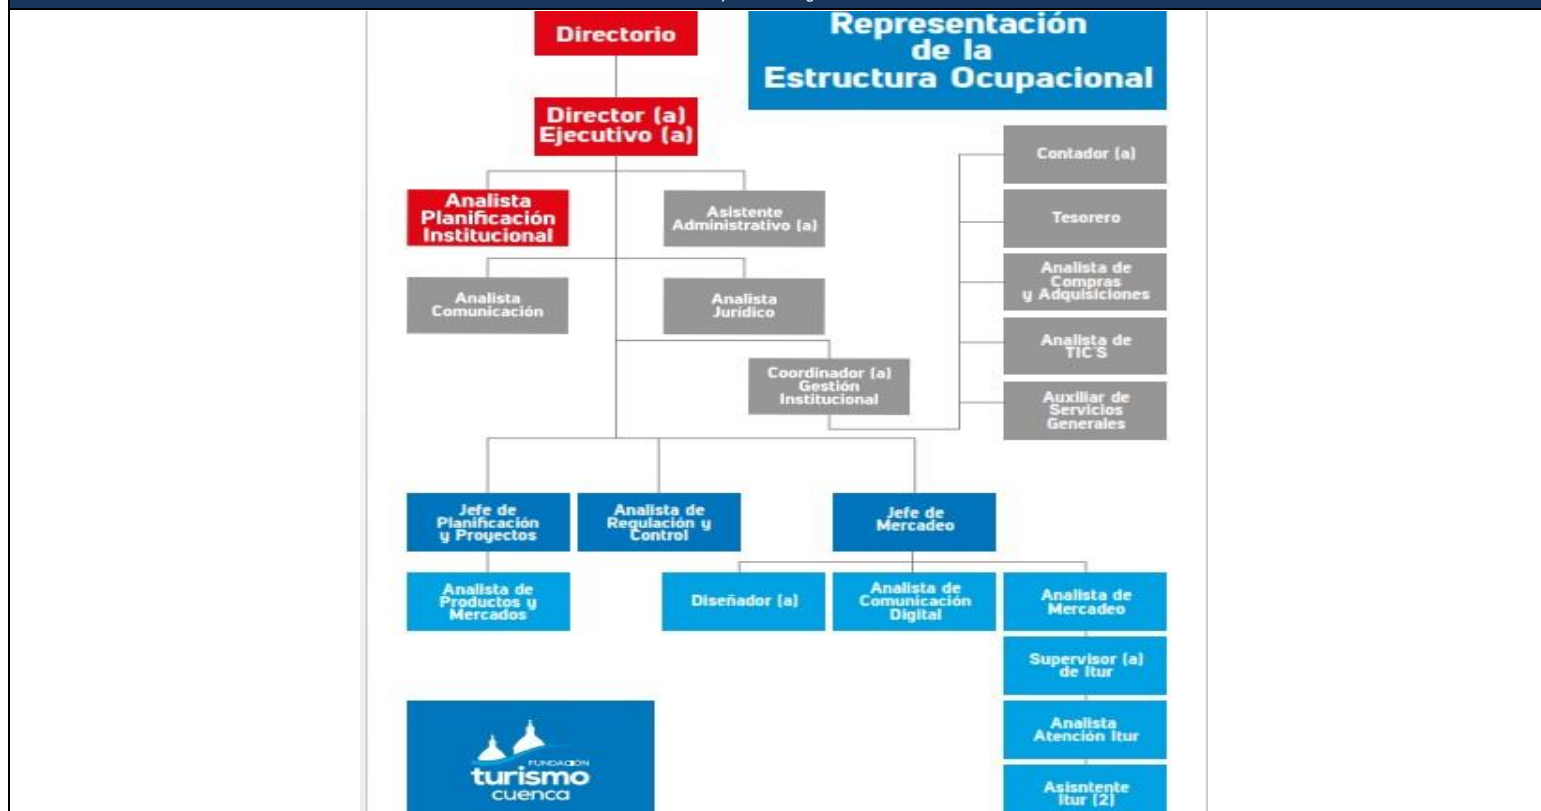 Directorio
Representación
de la
Estructura Ocupacional
Director (a)
Ejecutivo (a)
Contador (a)
Analista
Planificación
Institucional
Asistente
Administrativo (a)
Tesorero
Analista
Comunicación
Analista
Jurídico
Analista de
Compras
y Adquisiciones
Analista de
TIC'S
Coordinador (a)
Gestión
Institucional
Auxiliar de
Servicios
Generales
Jefe de
Planificación
y Proyectos
Analista de
Regulación y
Control
Jefe de
Mercadeo
Analista de
Productos y
Mercados
Diseñador (a)
Analista de
Comunicación
Digital
Analista de
Mercadeo
Supervisor (a)
de Itur
Analista
Atención Itur
Asisntente
Itur (2)
FUNDACIÓN
turismo
cuenca